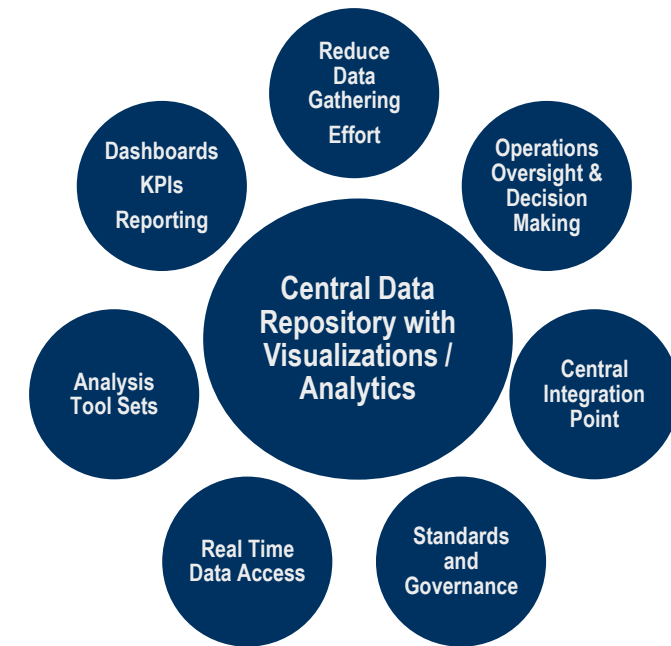 Reduce
Data
Gathering
Effort
Operations
Oversight &
Decision
Making
Central
Integration
Point
Standards
and
Governance
Real Time
Data Access
Analysis
Tool Sets
Dashboards
KPIs
Reporting
Central Data
Repository with
Visualizations /
Analytics